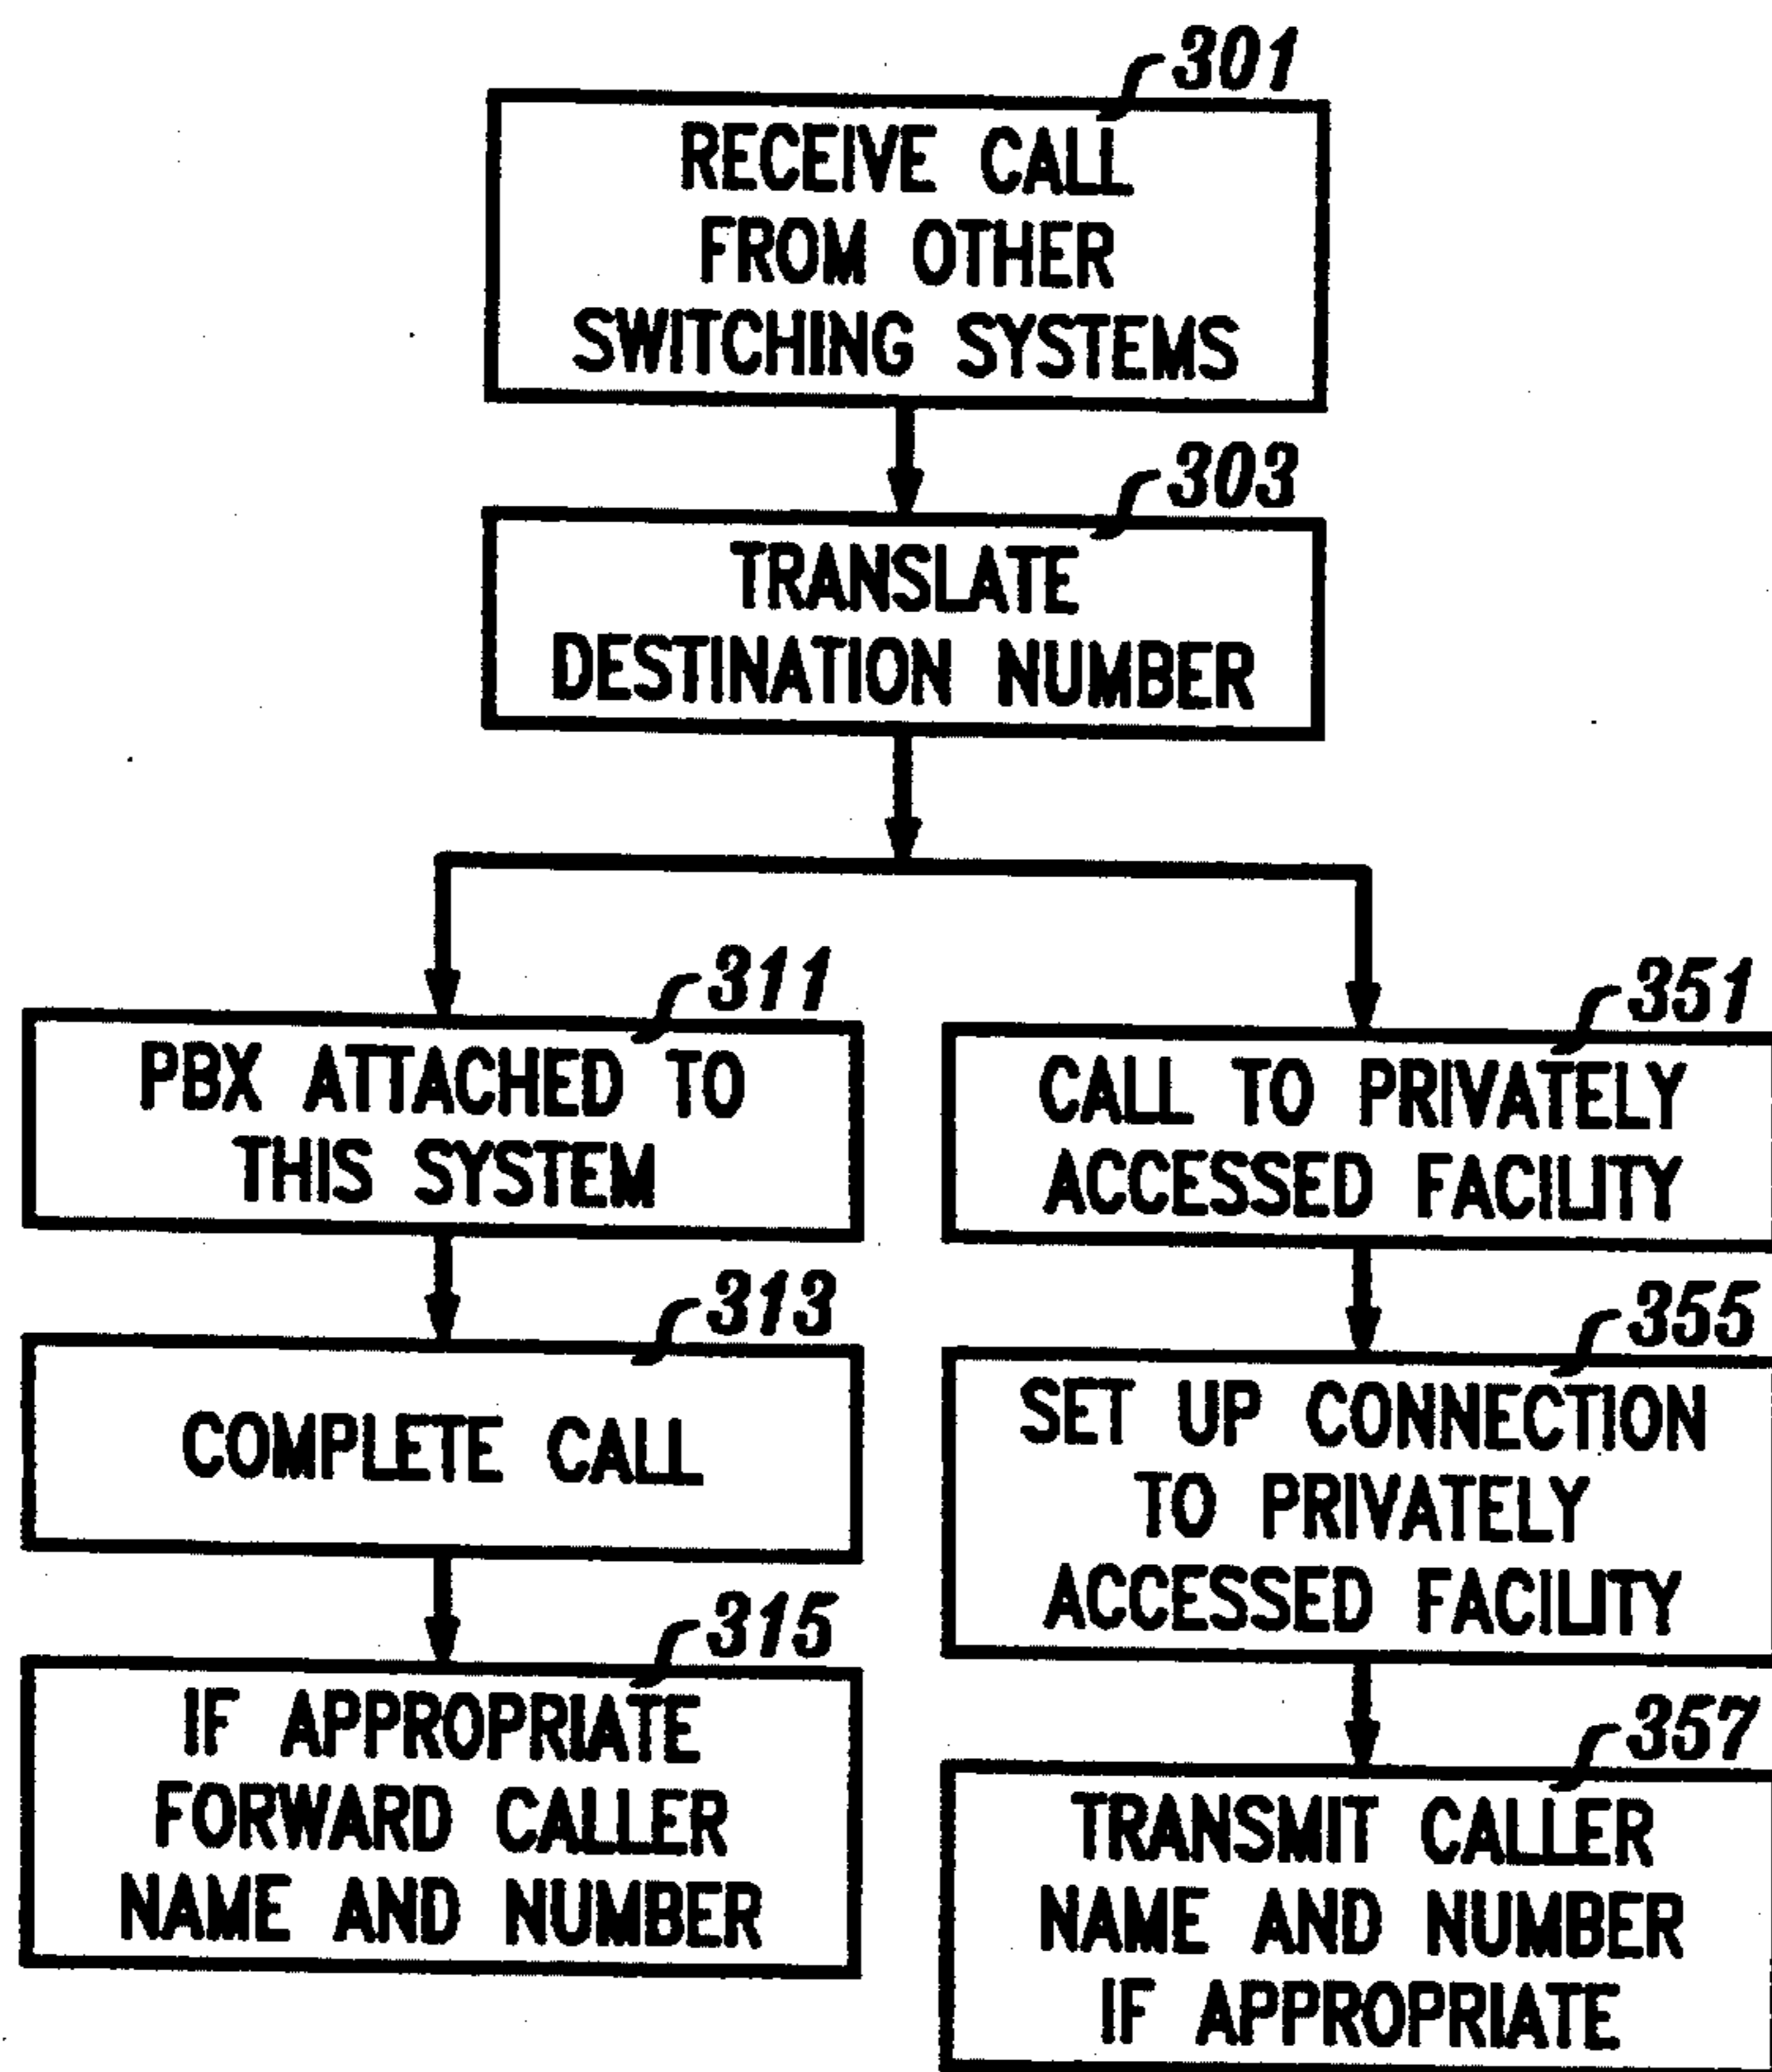 301
RECEIVE CALL
FROM OTHER
SWITCHING SYSTEMS
303
TRANSLATE
DESTINATION NUMBER
311
PBX ATTACHED TO
THIS SYSTEM
313
COMPLETE CALL
315
IF APPROPRIATE
FORWARD CALLER
NAME AND NUMBER
351
CALL TO PRIVATELY
ACCESSED FACILITY
355
SET UP CONNECTION
TO PRIVATELY
ACCESSED FACILITY
357
TRANSMIT CALLER
NAME AND NUMBER
IF APPROPRIATE